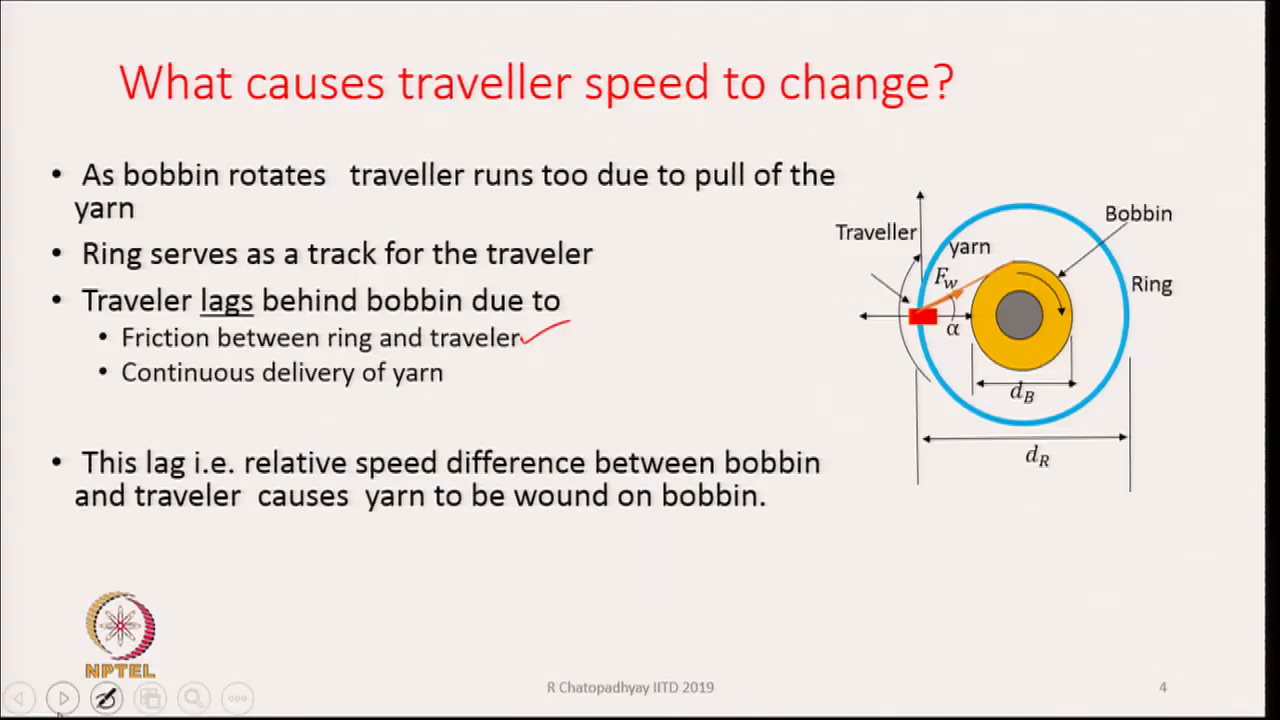 What causes traveller speed to change?
• As bobbin rotates traveller runs too due to pull of the
yarn
• Ring serves as a track for the traveler
• Traveler lags behind bobbin due to
• Friction between ring and traveler
• Continuous delivery of yarn
• This lag i.e. relative speed difference between bobbin
and traveler causes yarn to be wound on bobbin.
Traveller
yarn
Bobbin
Ring
F_w
α
d_B
d_R
NPTEL
R Chatopadhyay IITD 2019
4